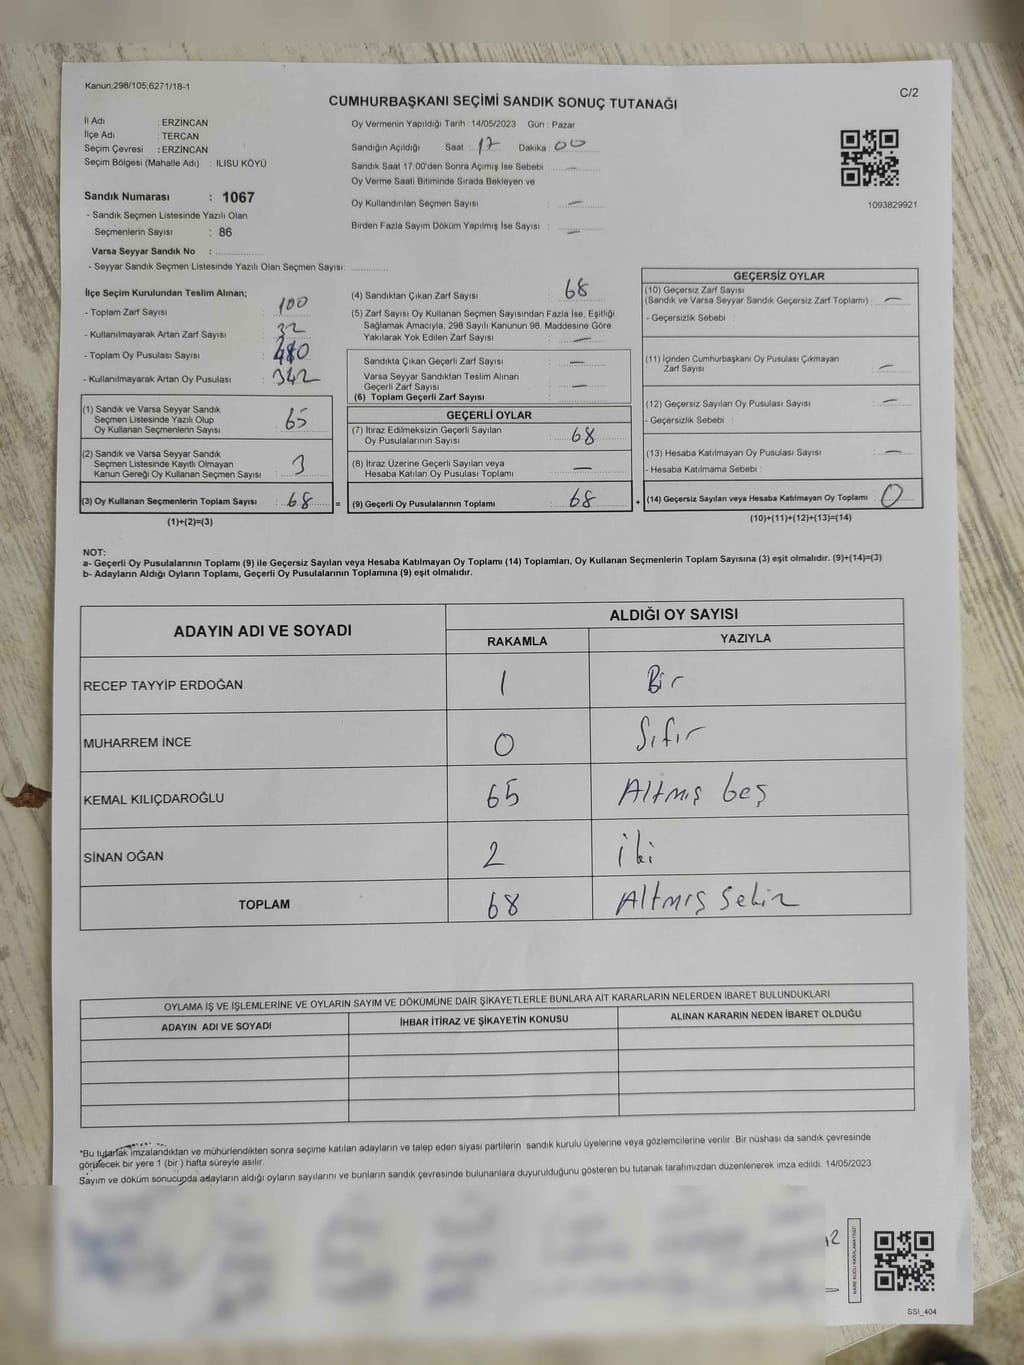 Kanun;298/105;6271/18-1
C/2
CUMHURBAŞKANI SEÇİMİ SANDIK SONUÇ TUTANAĞI
İl Adı : ERZİNCAN
İlçe Adı : TERCAN
Seçim Çevresi : ERZİNCAN
Seçim Bölgesi (Mahalle Adı) : ILISU KÖYÜ
Sandık Numarası : 1067
- Sandık Seçmen Listesinde Yazılı Olan
Seçmenlerin Sayısı : 86
Varsa Seyyar Sandık No :
- Seyyar Sandık Seçmen Listesinde Yazılı Olan Seçmen Sayısı:
Oy Vermenin Yapıldığı Tarih :14/05/2023 Gün : Pazar
Sandığın Açıldığı Saat : 17 Dakika : 00
Sandık Saat 17:00'den Sonra Açımış İse Sebebi : —
Oy Verme Saati Bitiminde Sırada Bekleyen ve
Oy Kullandırılan Seçmen Sayısı : —
Birden Fazla Sayım Döküm Yapılmış İse Sayısı : —
1093829921
İlçe Seçim Kurulundan Teslim Alınan;
- Toplam Zarf Sayısı : 100
- Kullanılmayarak Artan Zarf Sayısı : 32
- Toplam Oy Pusulası Sayısı :
- Kullanılmayarak Artan Oy Pusulası : 342
(1) Sandık ve Varsa Seyyar Sandık
Seçmen Listesinde Yazılı Olup
Oy Kullanan Seçmenlerin Sayısı : 65
(2) Sandık ve Varsa Seyyar Sandık
Seçmen Listesinde Kayıtlı Olmayan
Kanun Gereği Oy Kullanan Seçmen Sayısı : 3
(3) Oy Kullanan Seçmenlerin Toplam Sayısı : 68 =
(1)+(2)=(3)
(4) Sandıktan Çıkan Zarf Sayısı : 68
(5) Zarf Sayısı Oy Kullanan Seçmen Sayısından Fazla İse, Eşitliği
Sağlamak Amacıyla, 298 Sayılı Kanunun 98. Maddesine Göre
Yakılarak Yok Edilen Zarf Sayısı : —
Sandıkta Çıkan Geçerli Zarf Sayısı : —
Varsa Seyyar Sandıktan Teslim Alınan
Geçerli Zarf Sayısı : —
(6) Toplam Geçerli Zarf Sayısı
GEÇERLİ OYLAR
(7) İtiraz Edilmeksizin Geçerli Sayılan
Oy Pusulalarının Sayısı : 68
(8) İtiraz Üzerine Geçerli Sayılan veya
Hesaba Katılan Oy Pusulaları Toplamı : —
(9) Geçerli Oy Pusulalarının Toplamı : 68 +
GEÇERSİZ OYLAR
(10) Geçersiz Zarf Sayısı
(Sandık ve Varsa Seyyar Sandık Geçersiz Zarf Toplamı) : —
- Geçersizlik Sebebi :
(11) İçinden Cumhurbaşkanı Oy Pusulası Çıkmayan
Zarf Sayısı : —
(12) Geçersiz Sayılan Oy Pusulası Sayısı : —
- Geçersizlik Sebebi :
(13) Hesaba Katılmayan Oy Pusulası Sayısı : —
- Hesaba Katılmama Sebebi :
(14) Geçersiz Sayılan veya Hesaba Katılmayan Oy Toplamı : 0
(10)+(11)+(12)+(13)=(14)
NOT:
a- Geçerli Oy Pusulalarının Toplamı (9) ile Geçersiz Sayılan veya Hesaba Katılmayan Oy Toplamı (14) Toplamları, Oy Kullanan Seçmenlerin Toplam Sayısına (3) eşit olmalıdır. (9)+(14)=(3)
b- Adayların Aldığı Oyların Toplamı, Geçerli Oy Pusulalarının Toplamına (9) eşit olmalıdır.
ADAYIN ADI VE SOYADI
ALDIĞI OY SAYISI
RAKAMLA YAZIYLA
RECEP TAYYİP ERDOĞAN 1 Bir
MUHARREM İNCE 0 Sıfır
KEMAL KILIÇDAROĞLU 65 Altmış beş
SİNAN OĞAN 2 iki
TOPLAM 68 Altmış sekiz
OYLAMA İŞ VE İŞLEMLERİNE VE OYLARIN SAYIM VE DÖKÜMÜNE DAİR ŞİKAYETLERLE BUNLARA AİT KARARLARIN NELERDEN İBARET BULUNDUKLARI
ADAYIN ADI VE SOYADI İHBAR İTİRAZ VE ŞİKAYETİN KONUSU ALINAN KARARIN NEDEN İBARET OLDUĞU
*Bu tutanak imzalandıktan ve mühürlendikten sonra seçime katılan adayların ve talep eden siyasi partilerin sandık kurulu üyelerine veya gözlemcilerine verilir. Bir nüshası da sandık çevresinde
görülecek bir yere 1 (bir ) hafta süreyle asılır.
Sayım ve döküm sonucunda adayların aldığı oyların sayılarını ve bunların sandık çevresinde bulunanlara duyurulduğunu gösteren bu tutanak tarafımızdan düzenlenerek imza edildi. 14/05/2023
KARE KODU KARALAMAYINIZ!
SSI_404